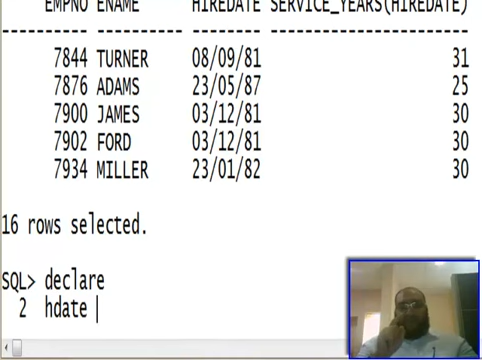 EMPNO ENAME HIREDATE SERVICE_YEARS(HIREDATE)
---------- ---------- -------- -----------------------
7844 TURNER 08/09/81 31
7876 ADAMS 23/05/87 25
7900 JAMES 03/12/81 30
7902 FORD 03/12/81 30
7934 MILLER 23/01/82 30
16 rows selected.
SQL> declare
2 hdate